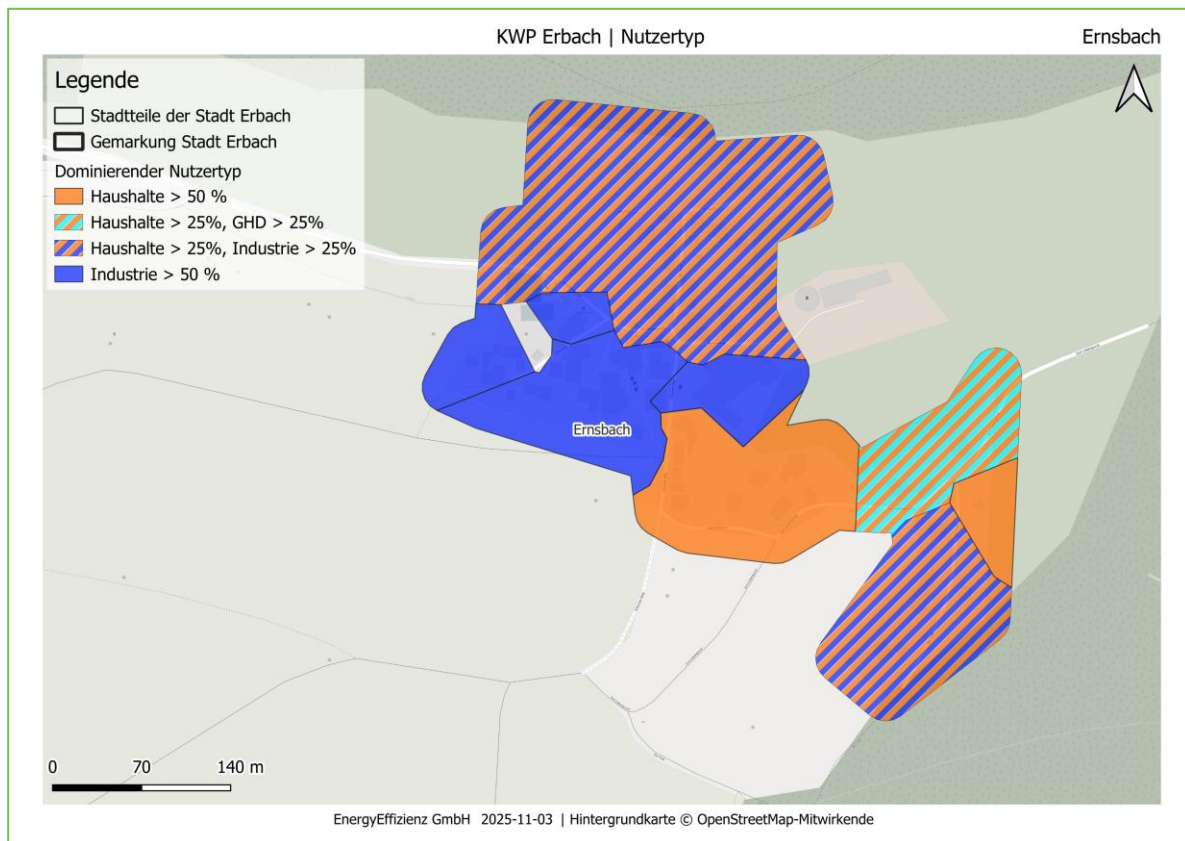 KWP Erbach | Nutzertyp
Ernsbach
Legende
Stadtteile der Stadt Erbach
Gemarkung Stadt Erbach
Dominierender Nutzertyp
Haushalte > 50 %
Haushalte > 25%, GHD > 25%
Haushalte > 25%, Industrie > 25%
Industrie > 50 %
Ernsbach
0 70 140 m
EnergyEffizienz GmbH 2025-11-03 | Hintergrundkarte © OpenStreetMap-Mitwirkende